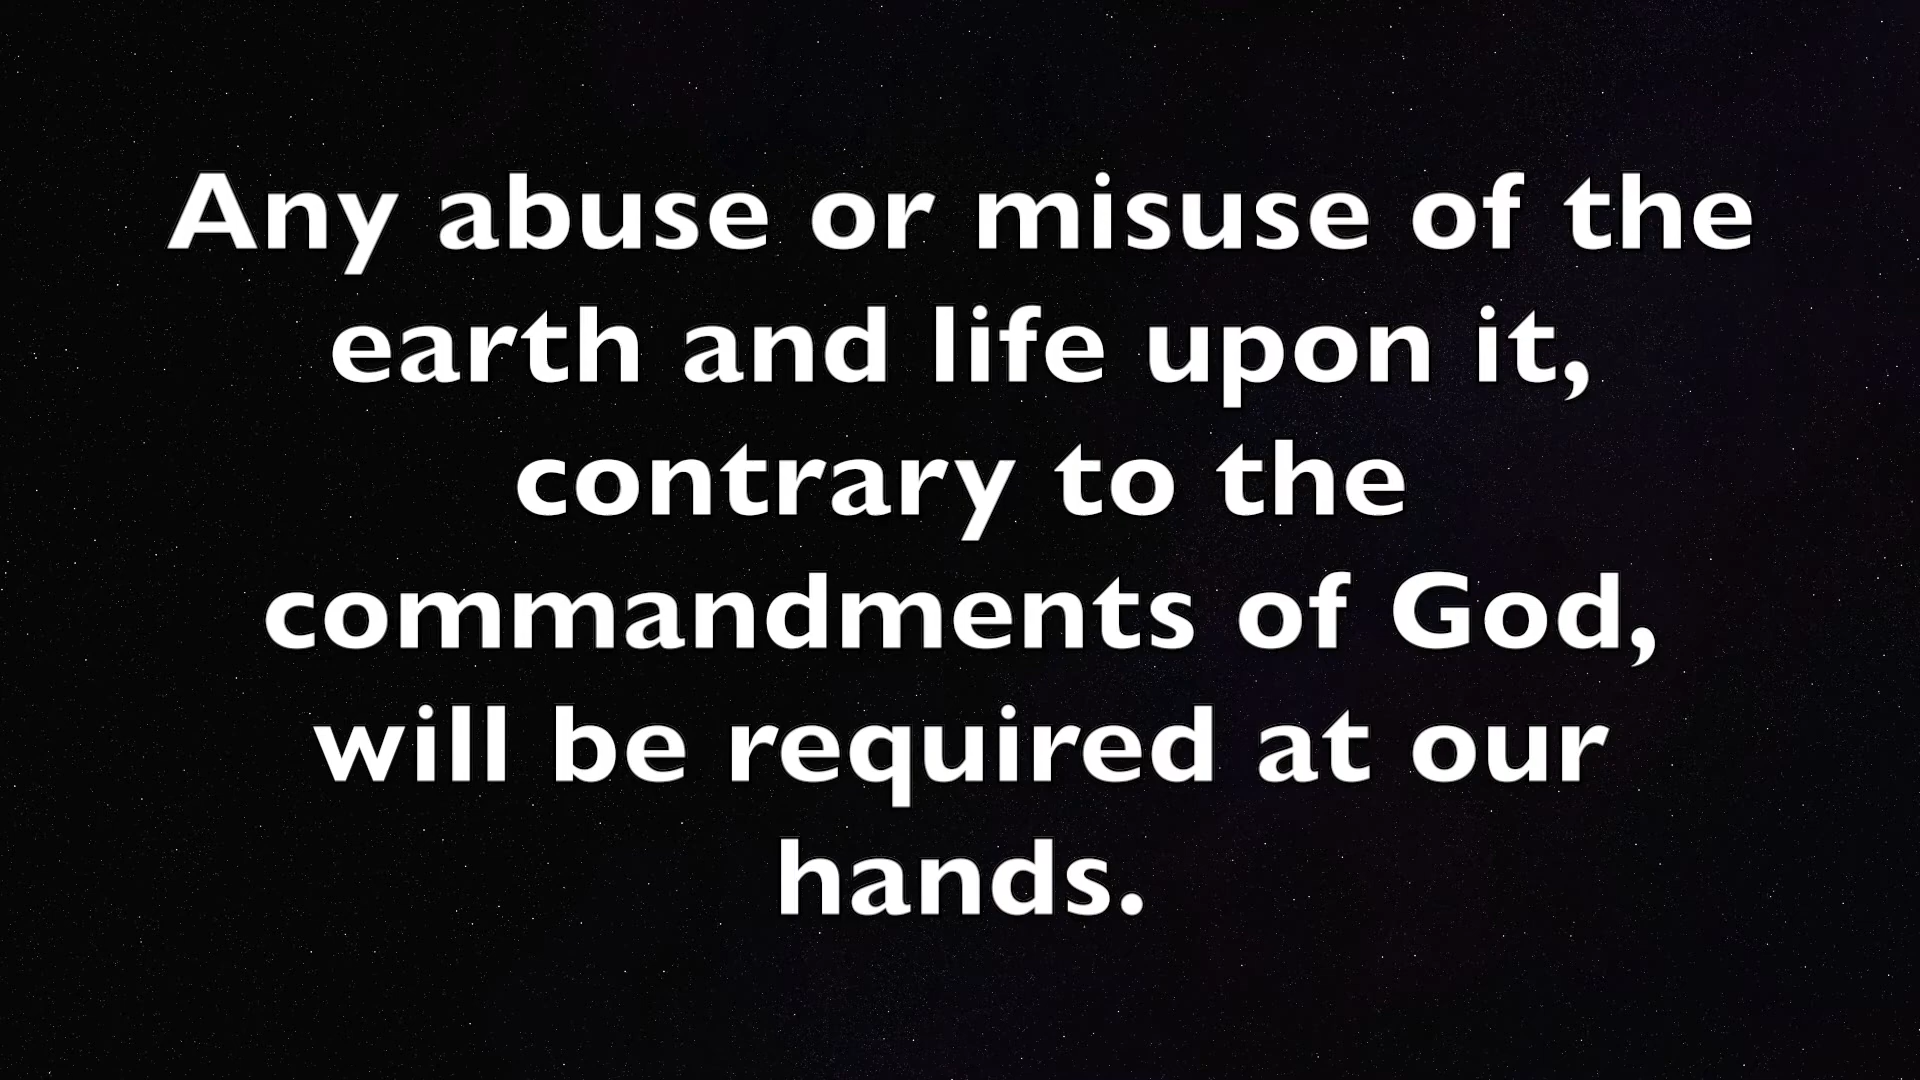 Any abuse or misuse of the
earth and life upon it,
contrary to the
commandments of God,
will be required at our
hands.